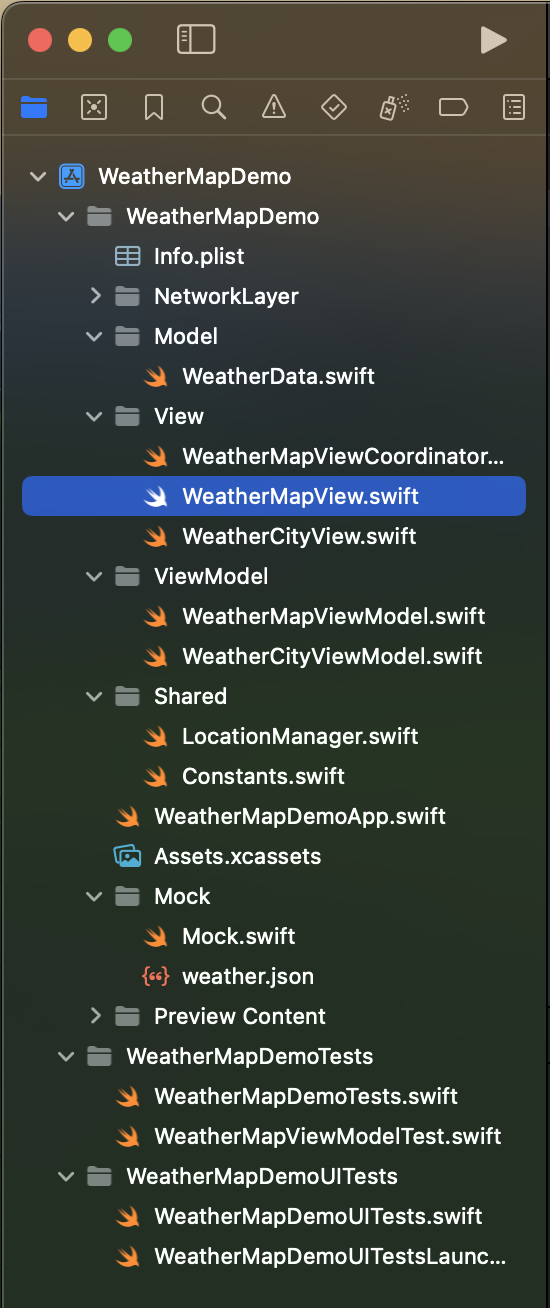 WeatherMapDemo
WeatherMapDemo
Info.plist
NetworkLayer
Model
WeatherData.swift
View
WeatherMapViewCoordinator...
WeatherMapView.swift
WeatherCityView.swift
ViewModel
WeatherMapViewModel.swift
WeatherCityViewModel.swift
Shared
LocationManager.swift
Constants.swift
WeatherMapDemoApp.swift
Assets.xcassets
Mock
Mock.swift
weather.json
Preview Content
WeatherMapDemoTests
WeatherMapDemoTests.swift
WeatherMapViewModelTest.swift
WeatherMapDemoUITests
WeatherMapDemoUITests.swift
WeatherMapDemoUITestsLaunc...